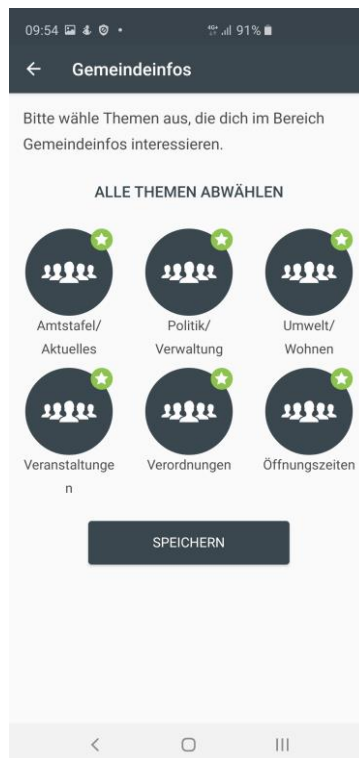 09:54 4G+ 91%
Gemeindeinfos
Bitte wähle Themen aus, die dich im Bereich
Gemeindeinfos interessieren.
ALLE THEMEN ABWÄHLEN
Amtstafel/
Aktuelles
Politik/
Verwaltung
Umwelt/
Wohnen
Veranstaltunge
n
Verordnungen
Öffnungszeiten
SPEICHERN